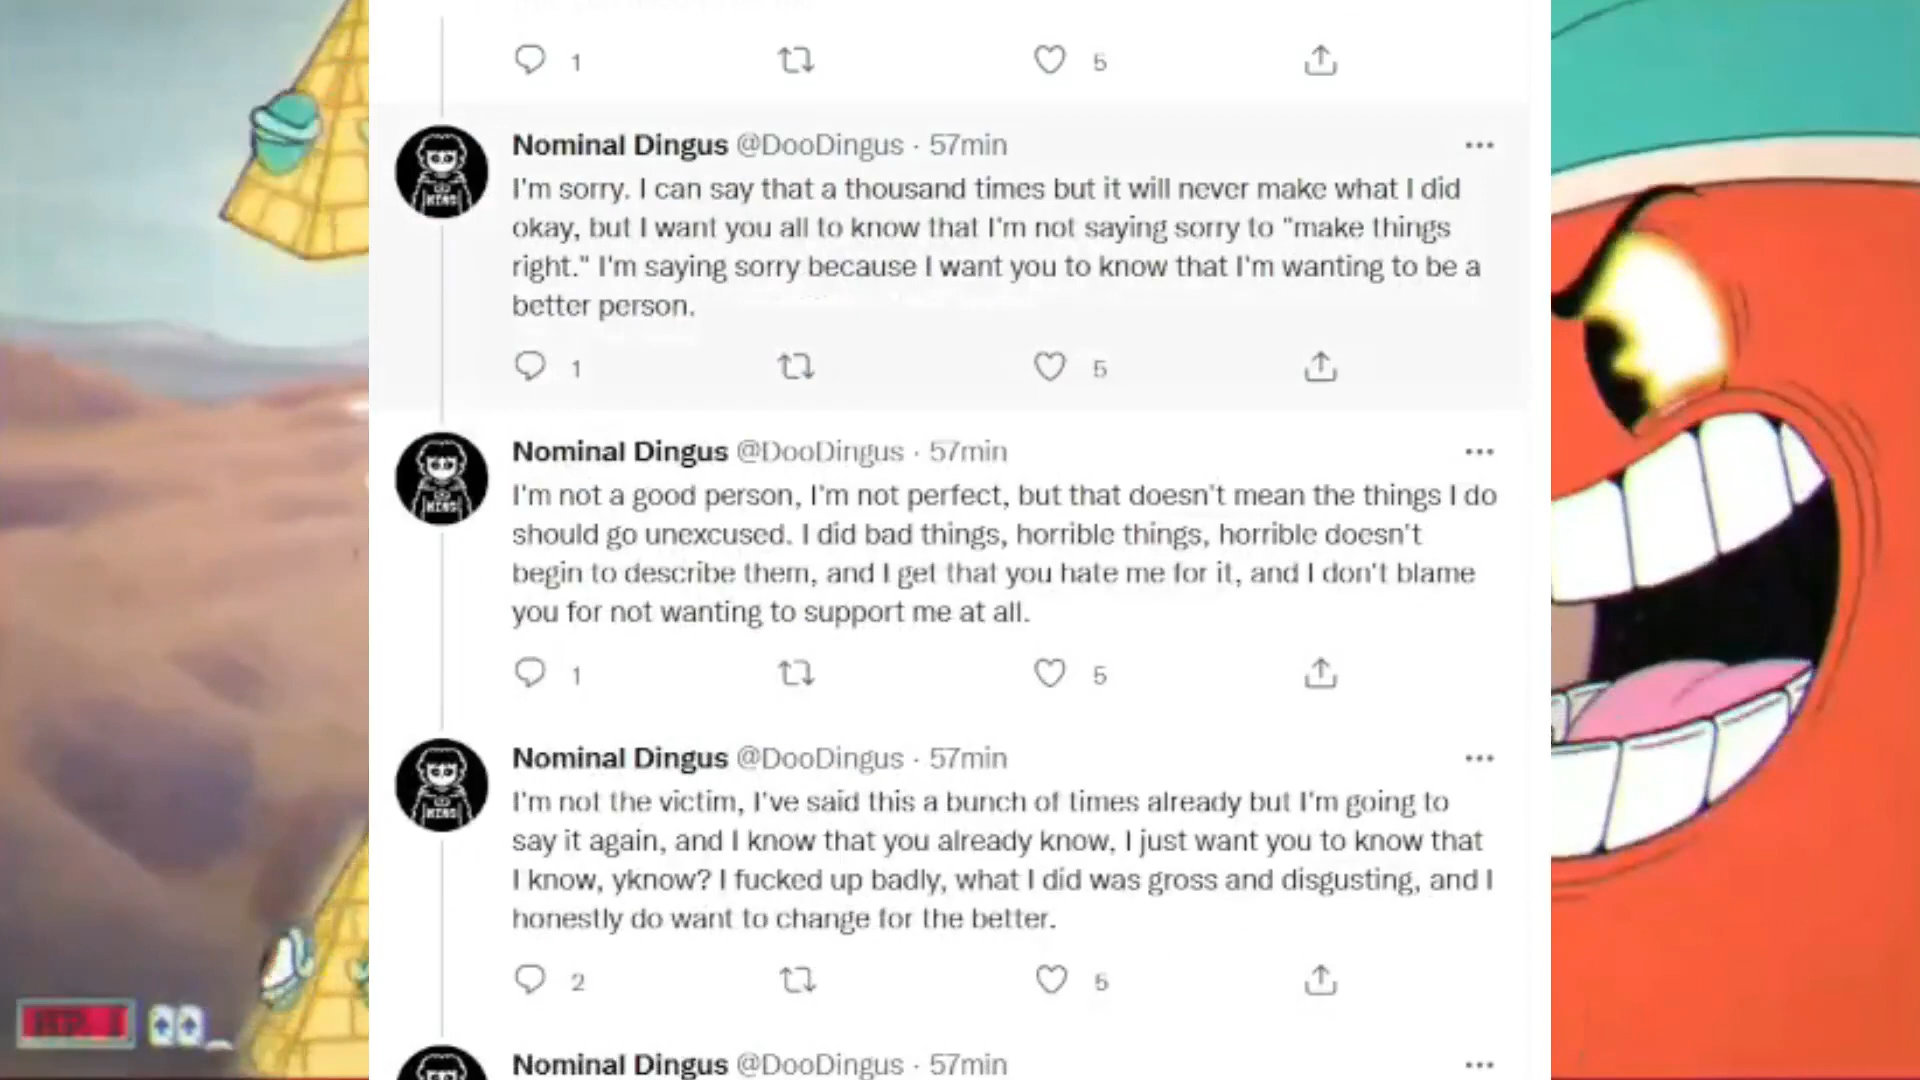 1 5
Nominal Dingus @DooDingus · 57min
I'm sorry. I can say that a thousand times but it will never make what I did
okay, but I want you all to know that I'm not saying sorry to "make things
right." I'm saying sorry because I want you to know that I'm wanting to be a
better person.
1 5
Nominal Dingus @DooDingus · 57min
I'm not a good person, I'm not perfect, but that doesn't mean the things I do
should go unexcused. I did bad things, horrible things, horrible doesn't
begin to describe them, and I get that you hate me for it, and I don't blame
you for not wanting to support me at all.
1 5
Nominal Dingus @DooDingus · 57min
I'm not the victim, I've said this a bunch of times already but I'm going to
say it again, and I know that you already know, I just want you to know that
I know, yknow? I fucked up badly, what I did was gross and disgusting, and I
honestly do want to change for the better.
2 5
Nominal Dingus @DooDingus · 57min
HP. 1